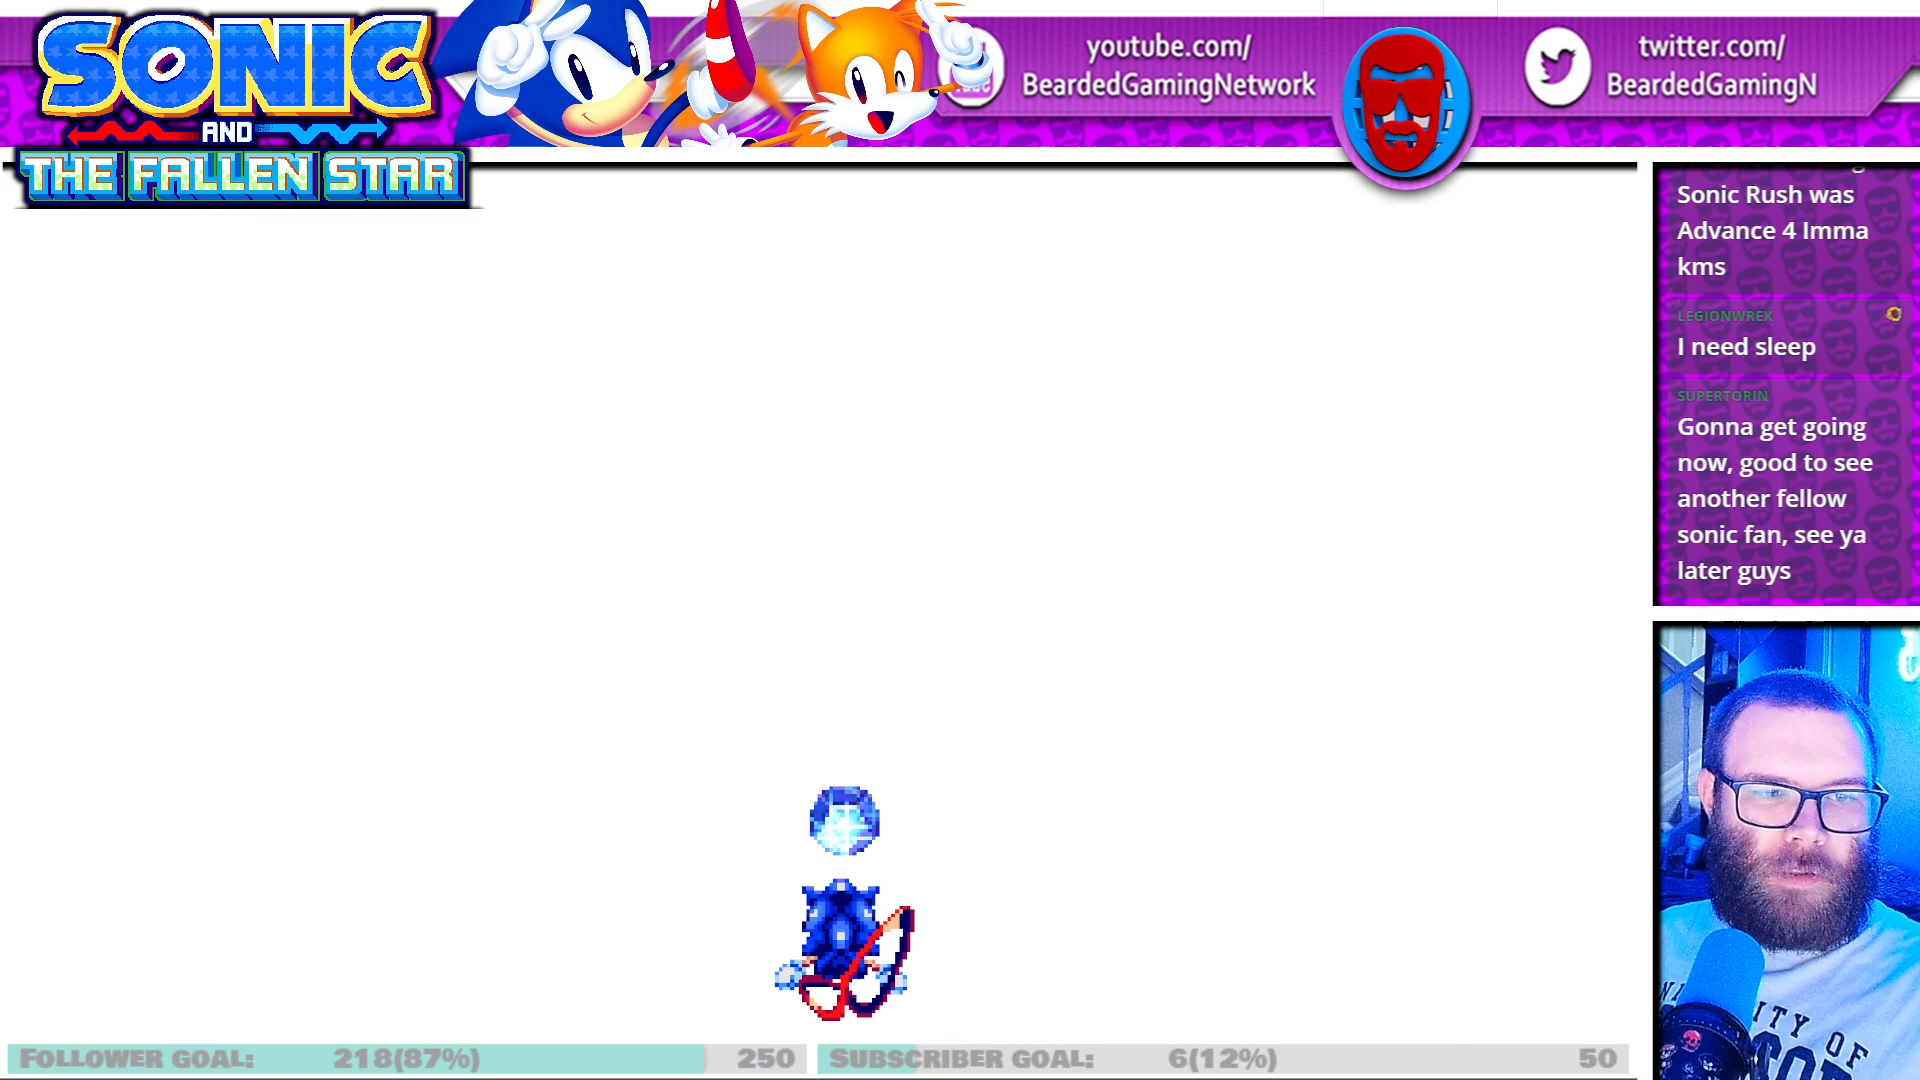 SONIC
AND
THE FALLEN STAR
youtube.com/
BeardedGamingNetwork
twitter.com/
BeardedGamingN
Sonic Rush was
Advance 4 Imma
kms
LEGIONWREX
I need sleep
SUPERTORIN
Gonna get going
now, good to see
another fellow
sonic fan, see ya
later guys
FOLLOWER GOAL: 218(87%) 250
SUBSCRIBER GOAL: 6(12%) 50
ITY OF